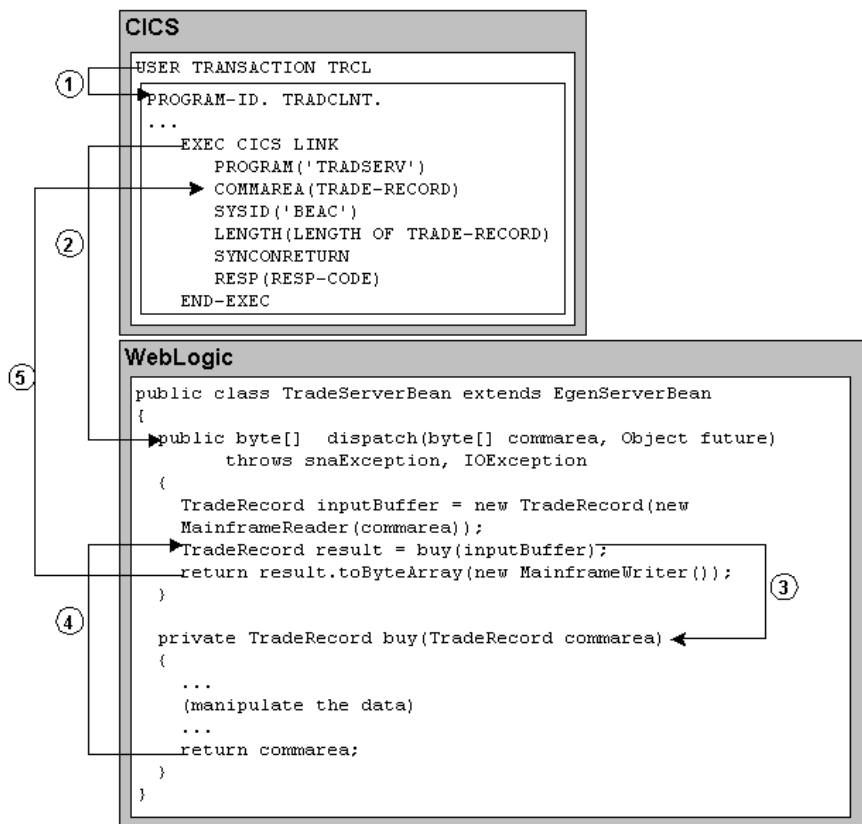 CICS
USER TRANSACTION TRCL
1
PROGRAM-ID. TRADCLNT.
...
EXEC CICS LINK
PROGRAM('TRADSERV')
COMMAREA(TRADE-RECORD)
SYSID('BEAC')
2
LENGTH(LENGTH OF TRADE-RECORD)
SYNCONRETURN
RESP(RESP-CODE)
END-EXEC
WebLogic
5
public class TradeServerBean extends EgenServerBean
{
public byte[] dispatch(byte[] commarea, Object future)
throws snaException, IOException
{
TradeRecord inputBuffer = new TradeRecord(new
MainframeReader(commarea));
TradeRecord result = buy(inputBuffer);
return result.toByteArray(new MainframeWriter());
3
}
4
private TradeRecord buy(TradeRecord commarea)
{
...
(manipulate the data)
...
return commarea;
}
}